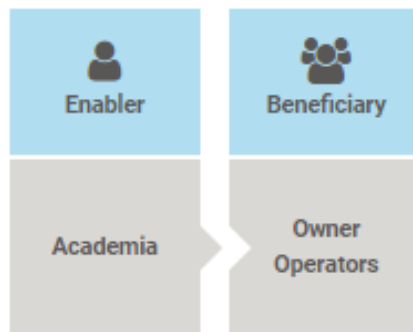 Enabler
Beneficiary
Academia
Owner
Operators